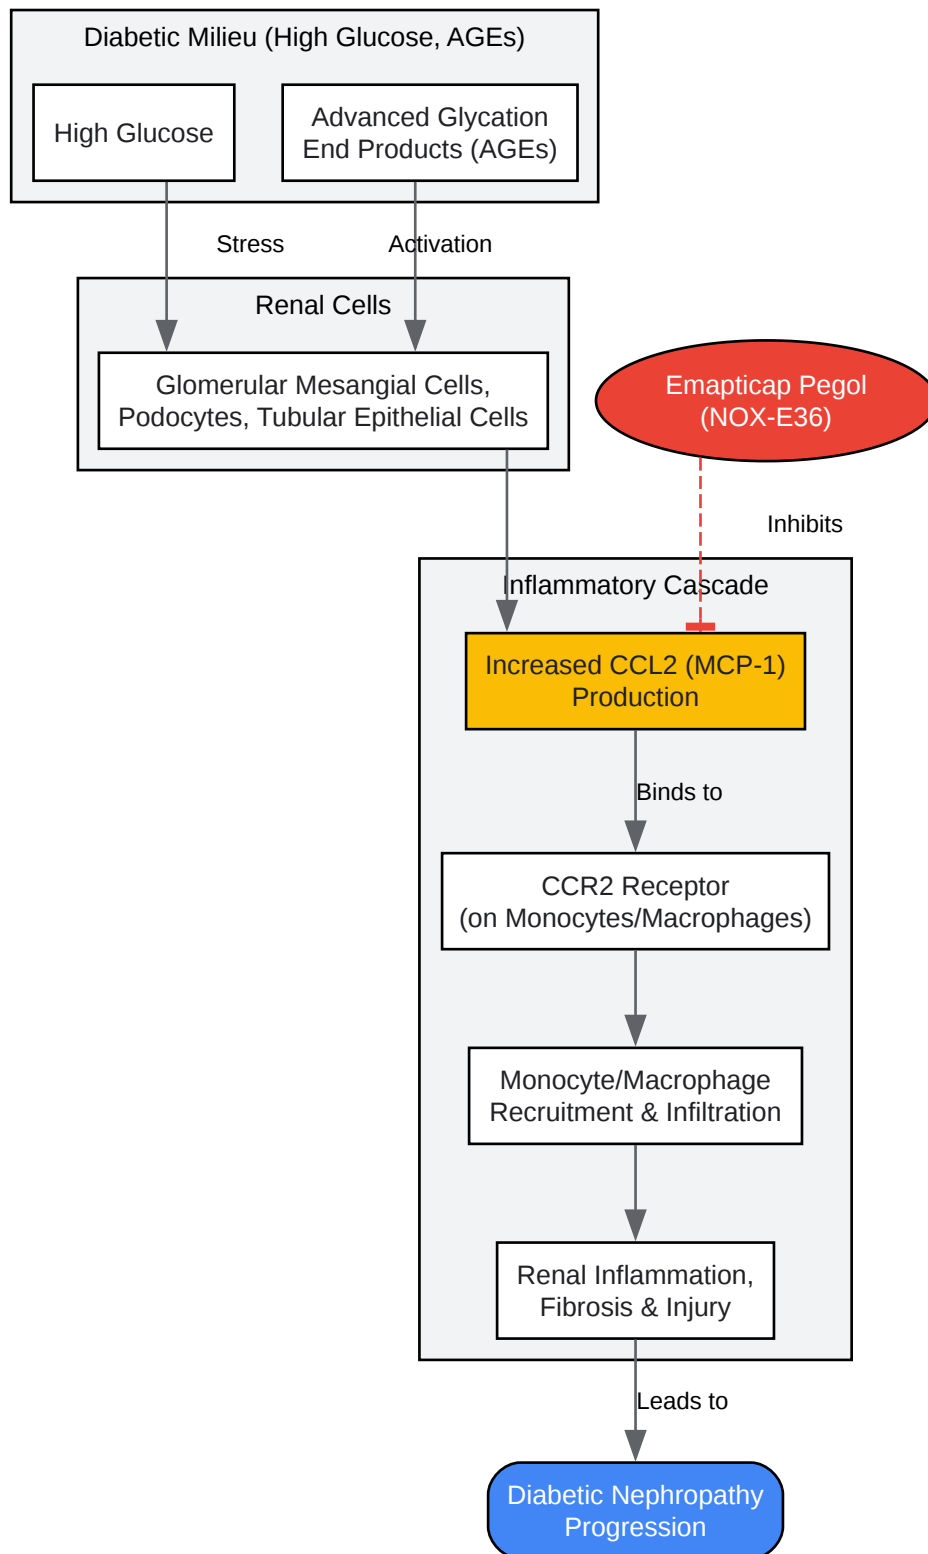 Diabetic Milieu (High Glucose, AGEs)
High Glucose
Advanced Glycation
End Products (AGEs)
Stress
Activation
Renal Cells
Glomerular Mesangial Cells,
Podocytes, Tubular Epithelial Cells
Emapticap Pegol
(NOX-E36)
Inhibits
Inflammatory Cascade
Increased CCL2 (MCP-1)
Production
Binds to
CCR2 Receptor
(on Monocytes/Macrophages)
Monocyte/Macrophage
Recruitment & Infiltration
Renal Inflammation,
Fibrosis & Injury
Leads to
Diabetic Nephropathy
Progression